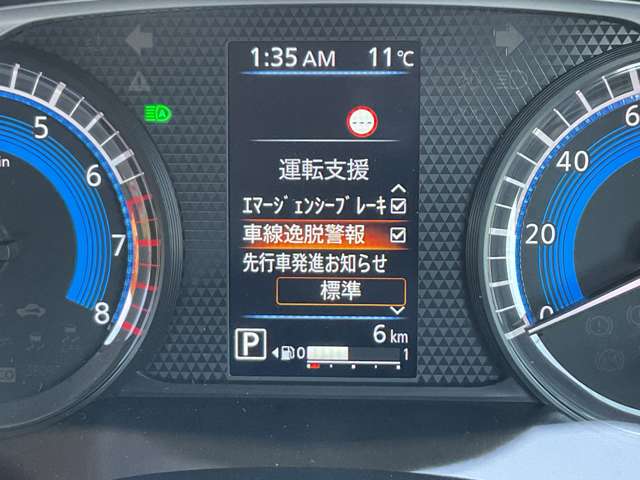 1:35 AM 11℃
運転支援
エマージェンシーブレーキ
車線逸脱警報
先行車発進お知らせ
標準
6 km
P 0 1
5
6
7
8
6
40
20
0
A